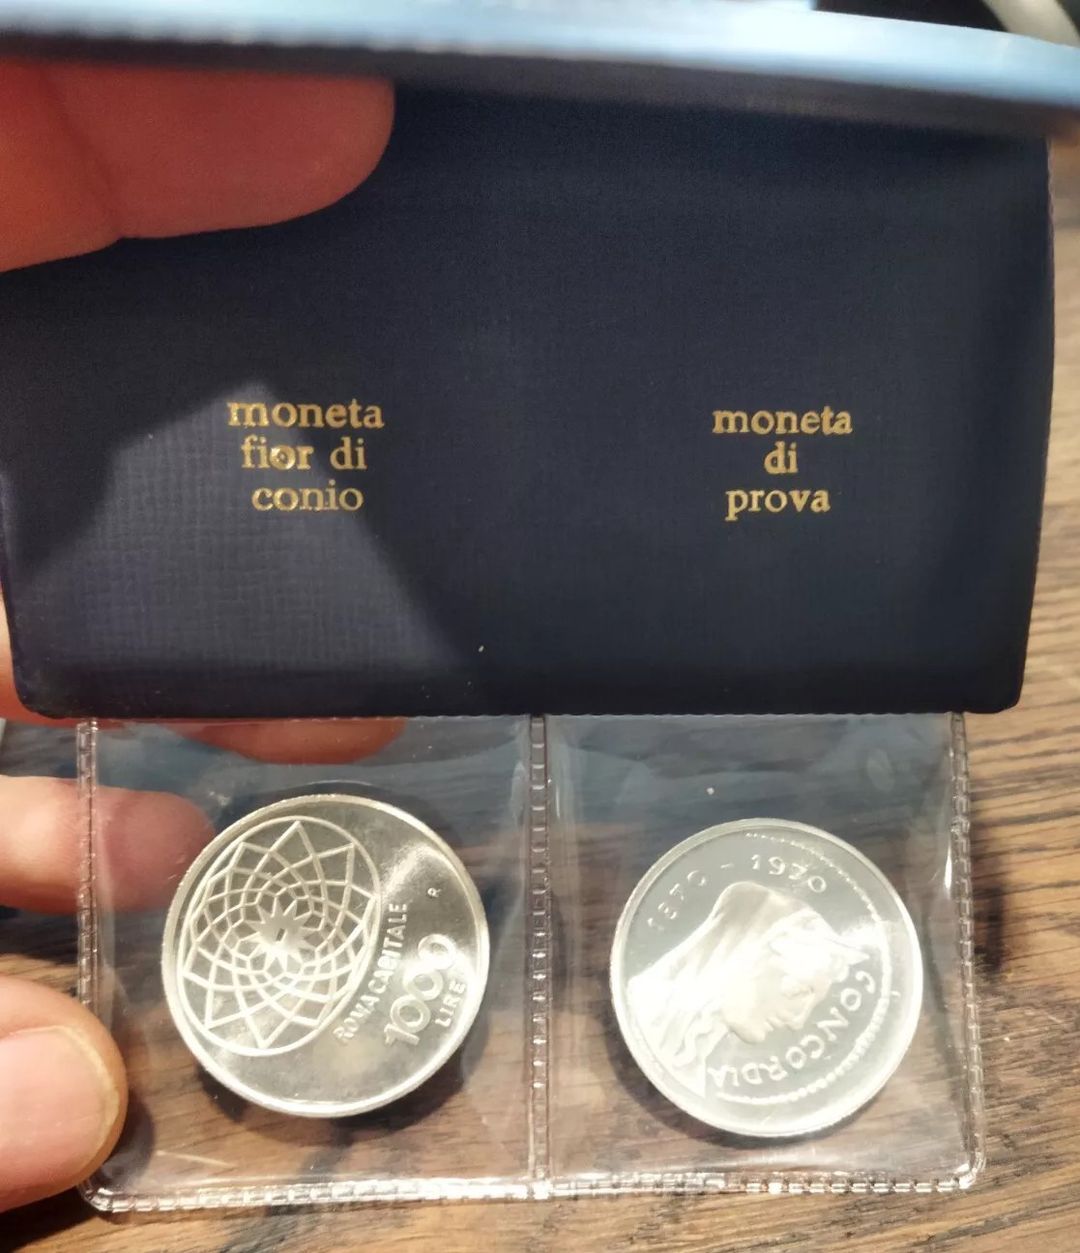 moneta
fior di
conio
moneta
di
prova
ROMA CAPITALE
R
1000
LIRE
1870 - 1970
CONCORDIA